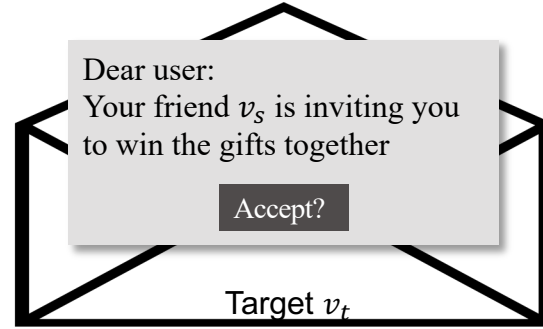 Dear user:
Your friend $v_s$ is inviting you
to win the gifts together
Accept?
Target $v_t$